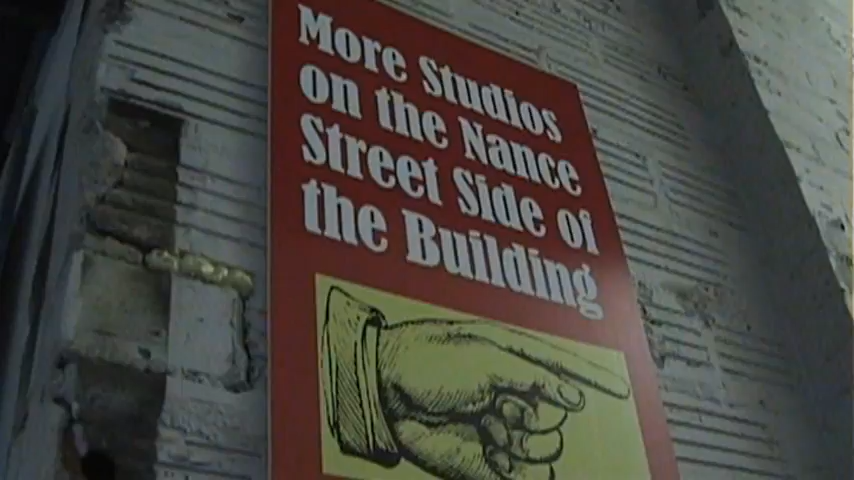 More Studios
on the Nance
Street Side of
the Building